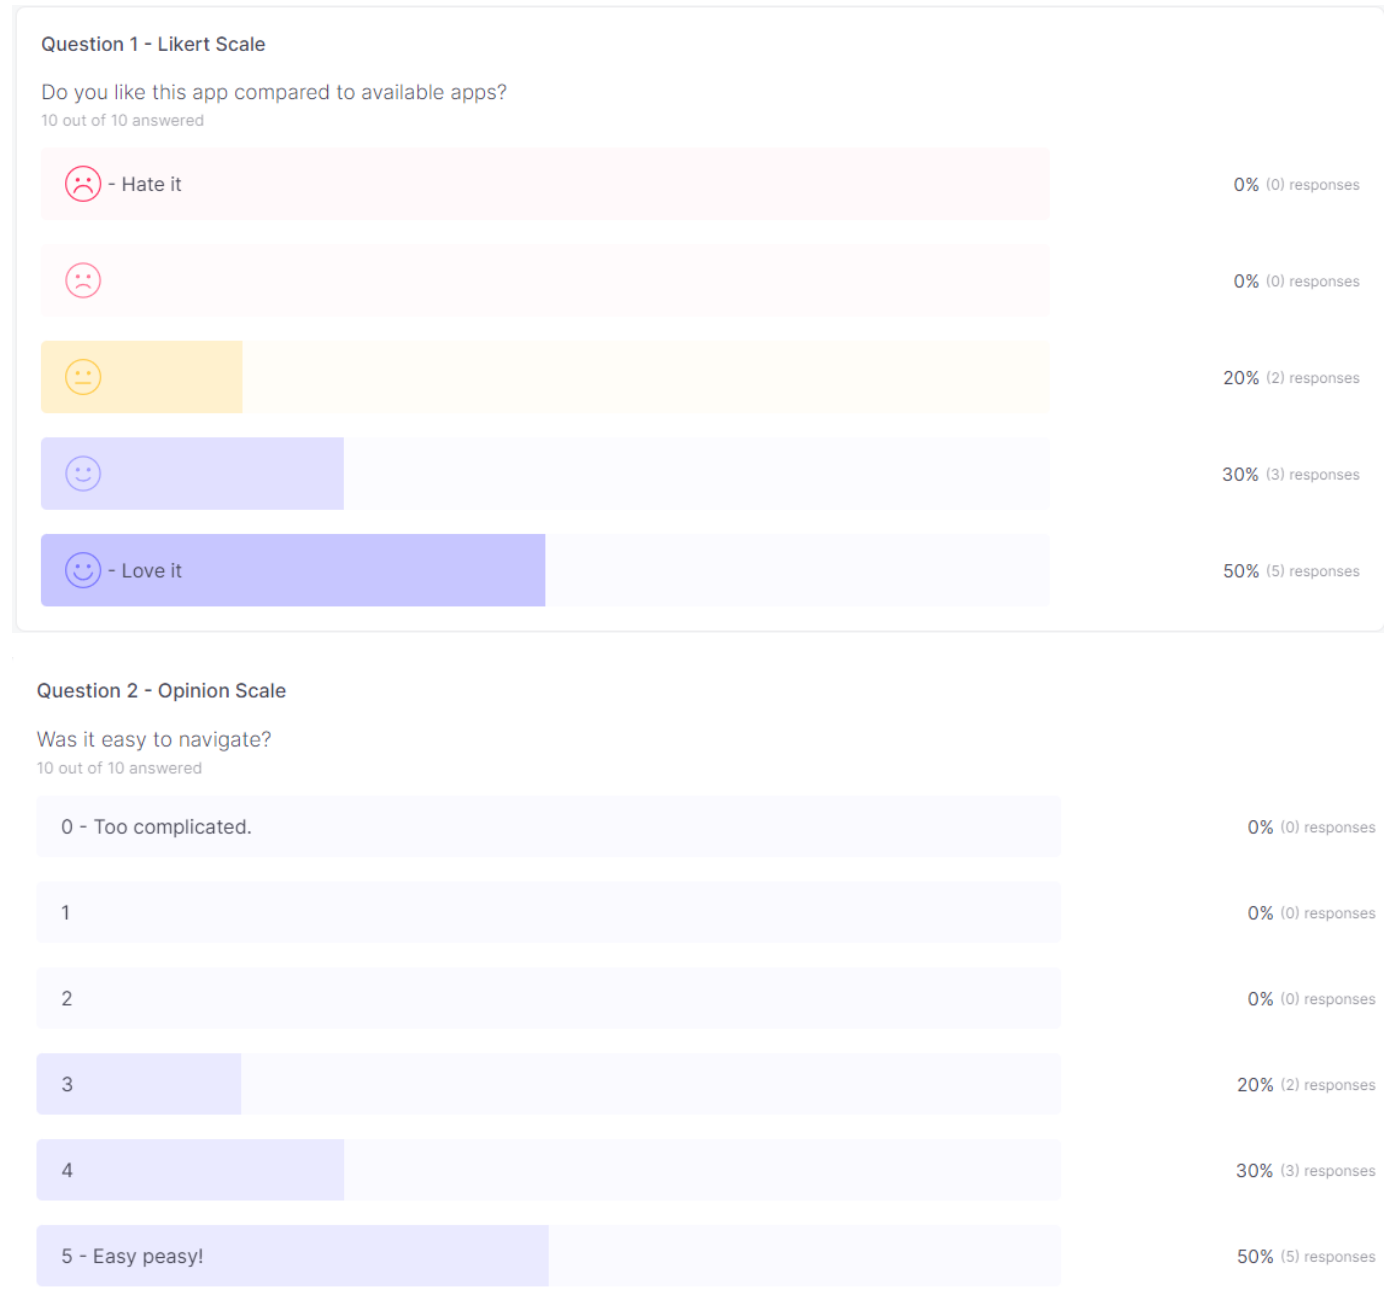 Question 1 - Likert Scale
Do you like this app compared to available apps?
10 out of 10 answered
- Hate it 0% (0) responses
0% (0) responses
20% (2) responses
30% (3) responses
- Love it 50% (5) responses
Question 2 - Opinion Scale
Was it easy to navigate?
10 out of 10 answered
0 - Too complicated. 0% (0) responses
1 0% (0) responses
2 0% (0) responses
3 20% (2) responses
4 30% (3) responses
5 - Easy peasy! 50% (5) responses